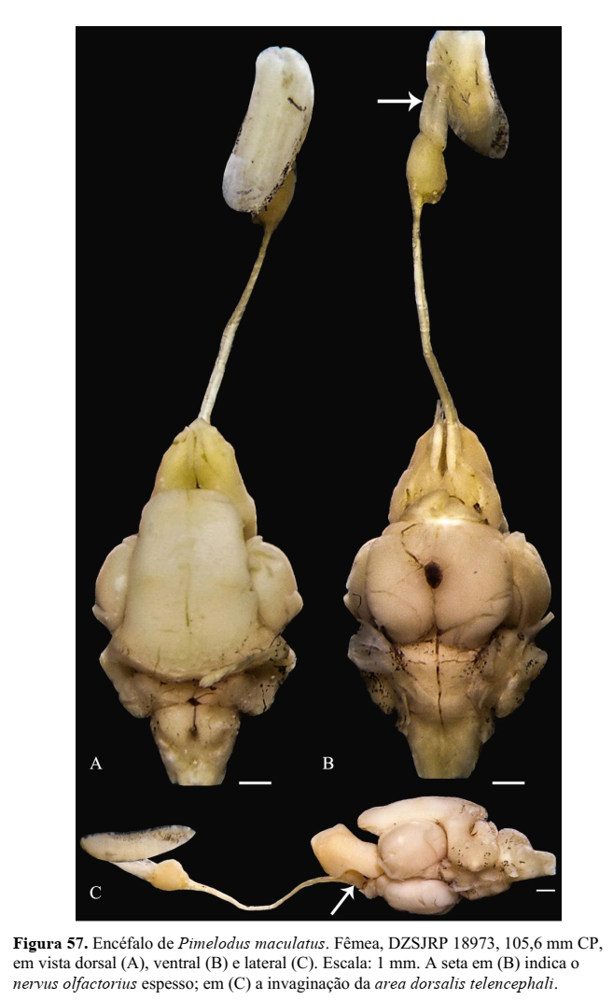 A
B
C
Figura 57. Encéfalo de Pimelodus maculatus. Fêmea, DZSJRP 18973, 105,6 mm CP,
em vista dorsal (A), ventral (B) e lateral (C). Escala: 1 mm. A seta em (B) indica o
nervus olfactorius espesso; em (C) a invaginação da area dorsalis telencephali.